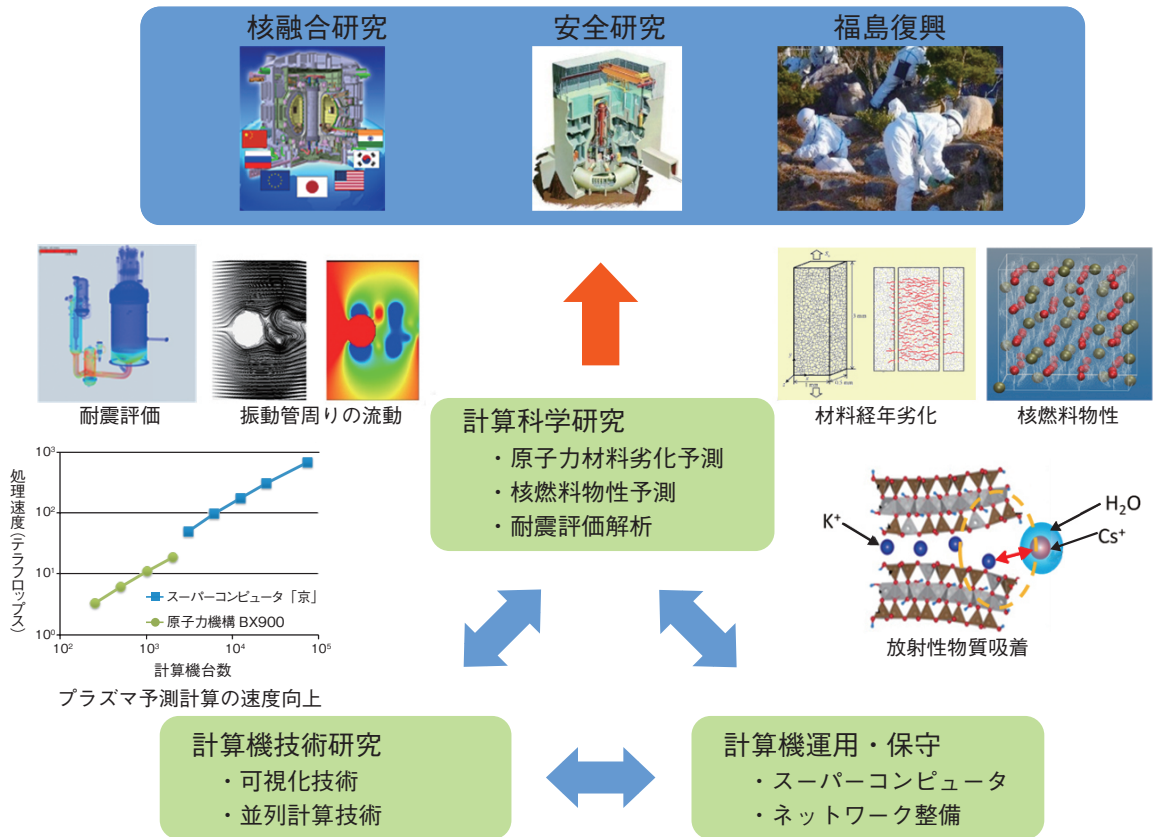 核融合研究
安全研究
福島復興
耐震評価
振動管周りの流動
材料経年劣化
核燃料物性
3 mm
1 mm
0.5 mm
計算科学研究
・原子力材料劣化予測
・核燃料物性予測
・耐震評価解析
処理速度（テラフロップス）
10³
10²
10¹
10⁰
スーパーコンピュータ「京」
原子力機構 BX900
10²
10³
10⁴
10⁵
計算機台数
プラズマ予測計算の速度向上
K⁺
H₂O
Cs⁺
放射性物質吸着
計算機技術研究
・可視化技術
・並列計算技術
計算機運用・保守
・スーパーコンピュータ
・ネットワーク整備